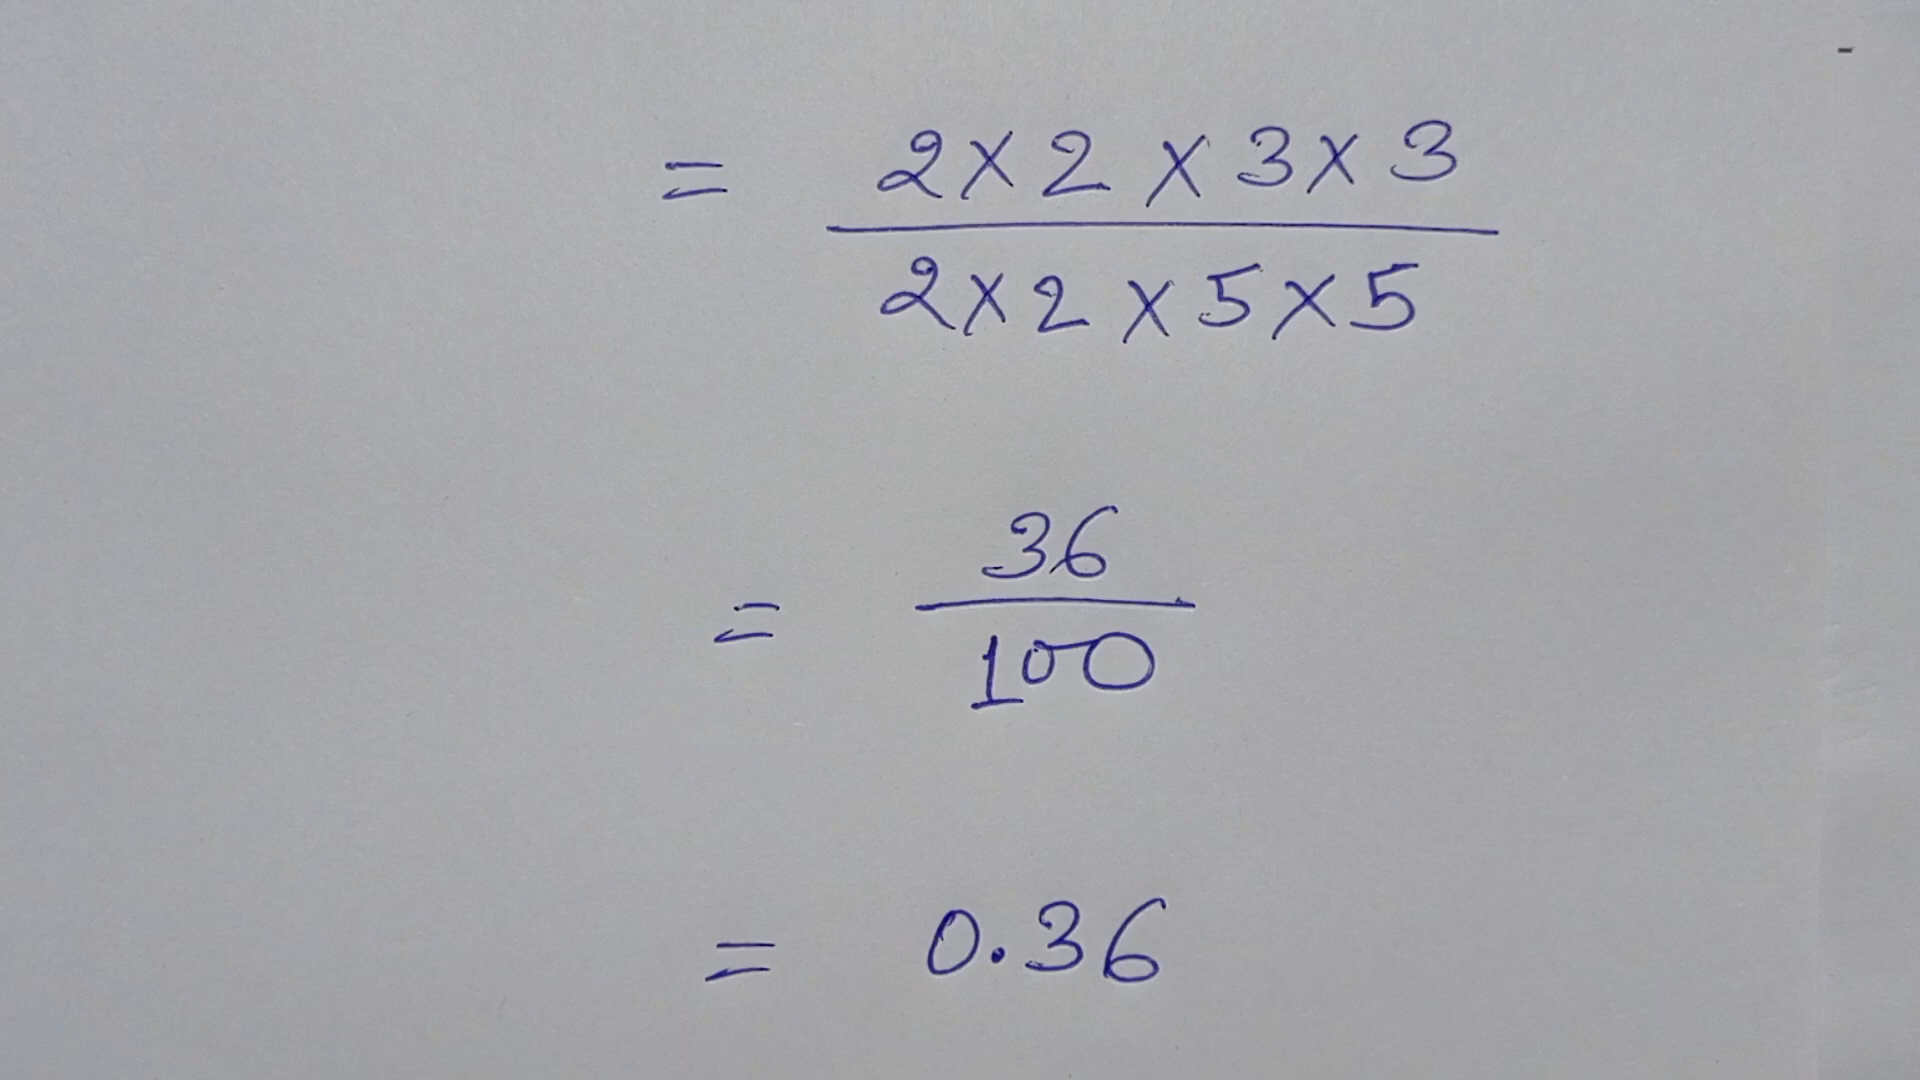 = 2×2×3×3 / 2×2×5×5
= 36 / 100
= 0.36